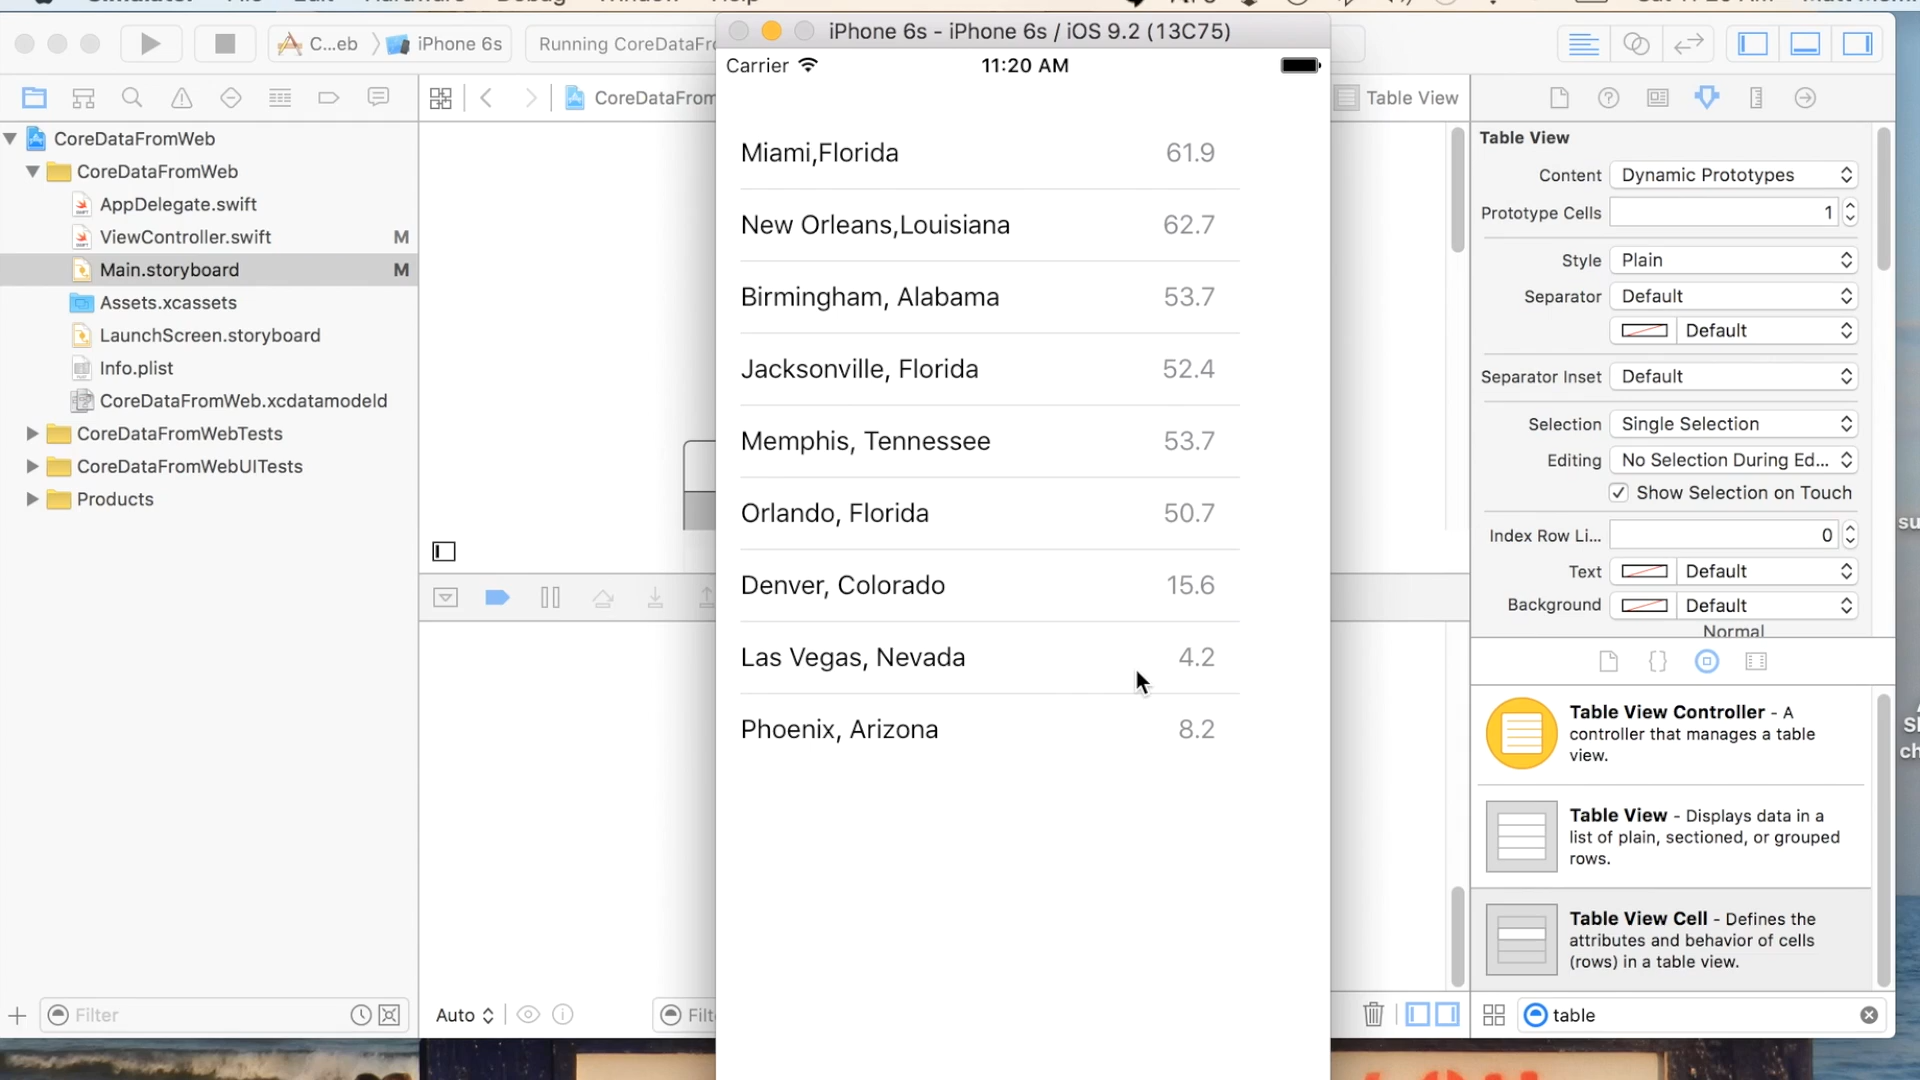 C...eb
iPhone 6s
Running CoreDataFr
iPhone 6s - iPhone 6s / iOS 9.2 (13C75)
Carrier
11:20 AM
CoreDataFrom
Table View
CoreDataFromWeb
CoreDataFromWeb
AppDelegate.swift
ViewController.swift M
Main.storyboard M
Assets.xcassets
LaunchScreen.storyboard
Info.plist
CoreDataFromWeb.xcdatamodeld
CoreDataFromWebTests
CoreDataFromWebUITests
Products
Filter
Auto
Filt
Miami,Florida 61.9
New Orleans,Louisiana 62.7
Birmingham, Alabama 53.7
Jacksonville, Florida 52.4
Memphis, Tennessee 53.7
Orlando, Florida 50.7
Denver, Colorado 15.6
Las Vegas, Nevada 4.2
Phoenix, Arizona 8.2
Table View
Content Dynamic Prototypes
Prototype Cells 1
Style Plain
Separator Default
Default
Separator Inset Default
Selection Single Selection
Editing No Selection During Ed...
Show Selection on Touch
Index Row Li... 0
Text Default
Background Default
Normal
Table View Controller - A
controller that manages a table
view.
Table View - Displays data in a
list of plain, sectioned, or grouped
rows.
Table View Cell - Defines the
attributes and behavior of cells
(rows) in a table view.
table
su
ch